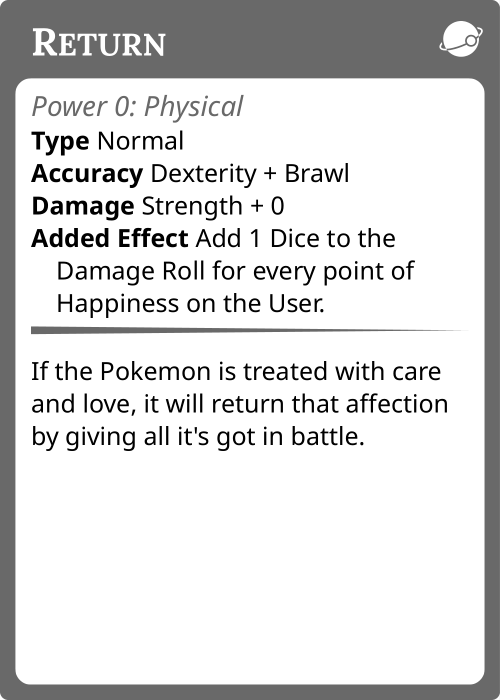 RETURN
Power 0: Physical
Type Normal
Accuracy Dexterity + Brawl
Damage Strength + 0
Added Effect Add 1 Dice to the
Damage Roll for every point of
Happiness on the User.
If the Pokemon is treated with care
and love, it will return that affection
by giving all it's got in battle.